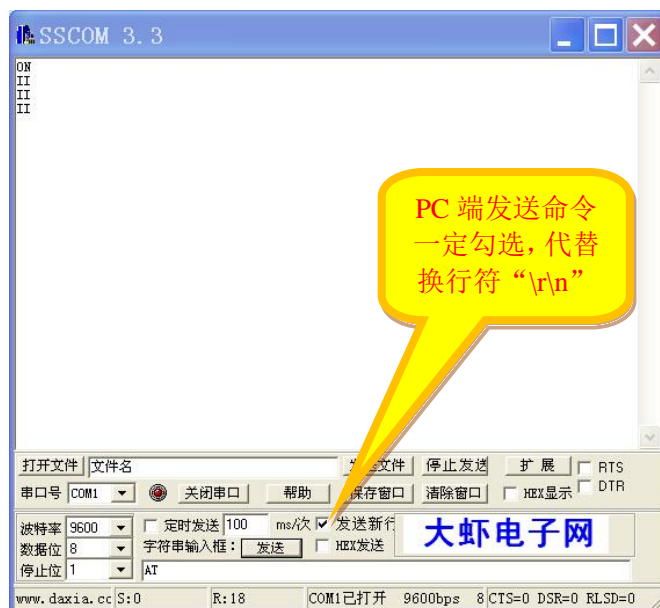 SSCOM 3.3
ON
II
II
II
PC 端发送命令
一定勾选，代替
换行符“\r\n”
打开文件 文件名 文件 停止发送 扩 展 RTS
串口号 COM1 关闭串口 帮助 保存窗口 清除窗口 HEX显示 DTR
波特率 9600 定时发送 100 ms/次 发送新行
数据位 8 字符串输入框： 发送 HEX发送
大虾电子网
停止位 1 AT
www.daxia.cc S:0 R:18 COM1已打开 9600bps 8 CTS=0 DSR=0 RLSD=0